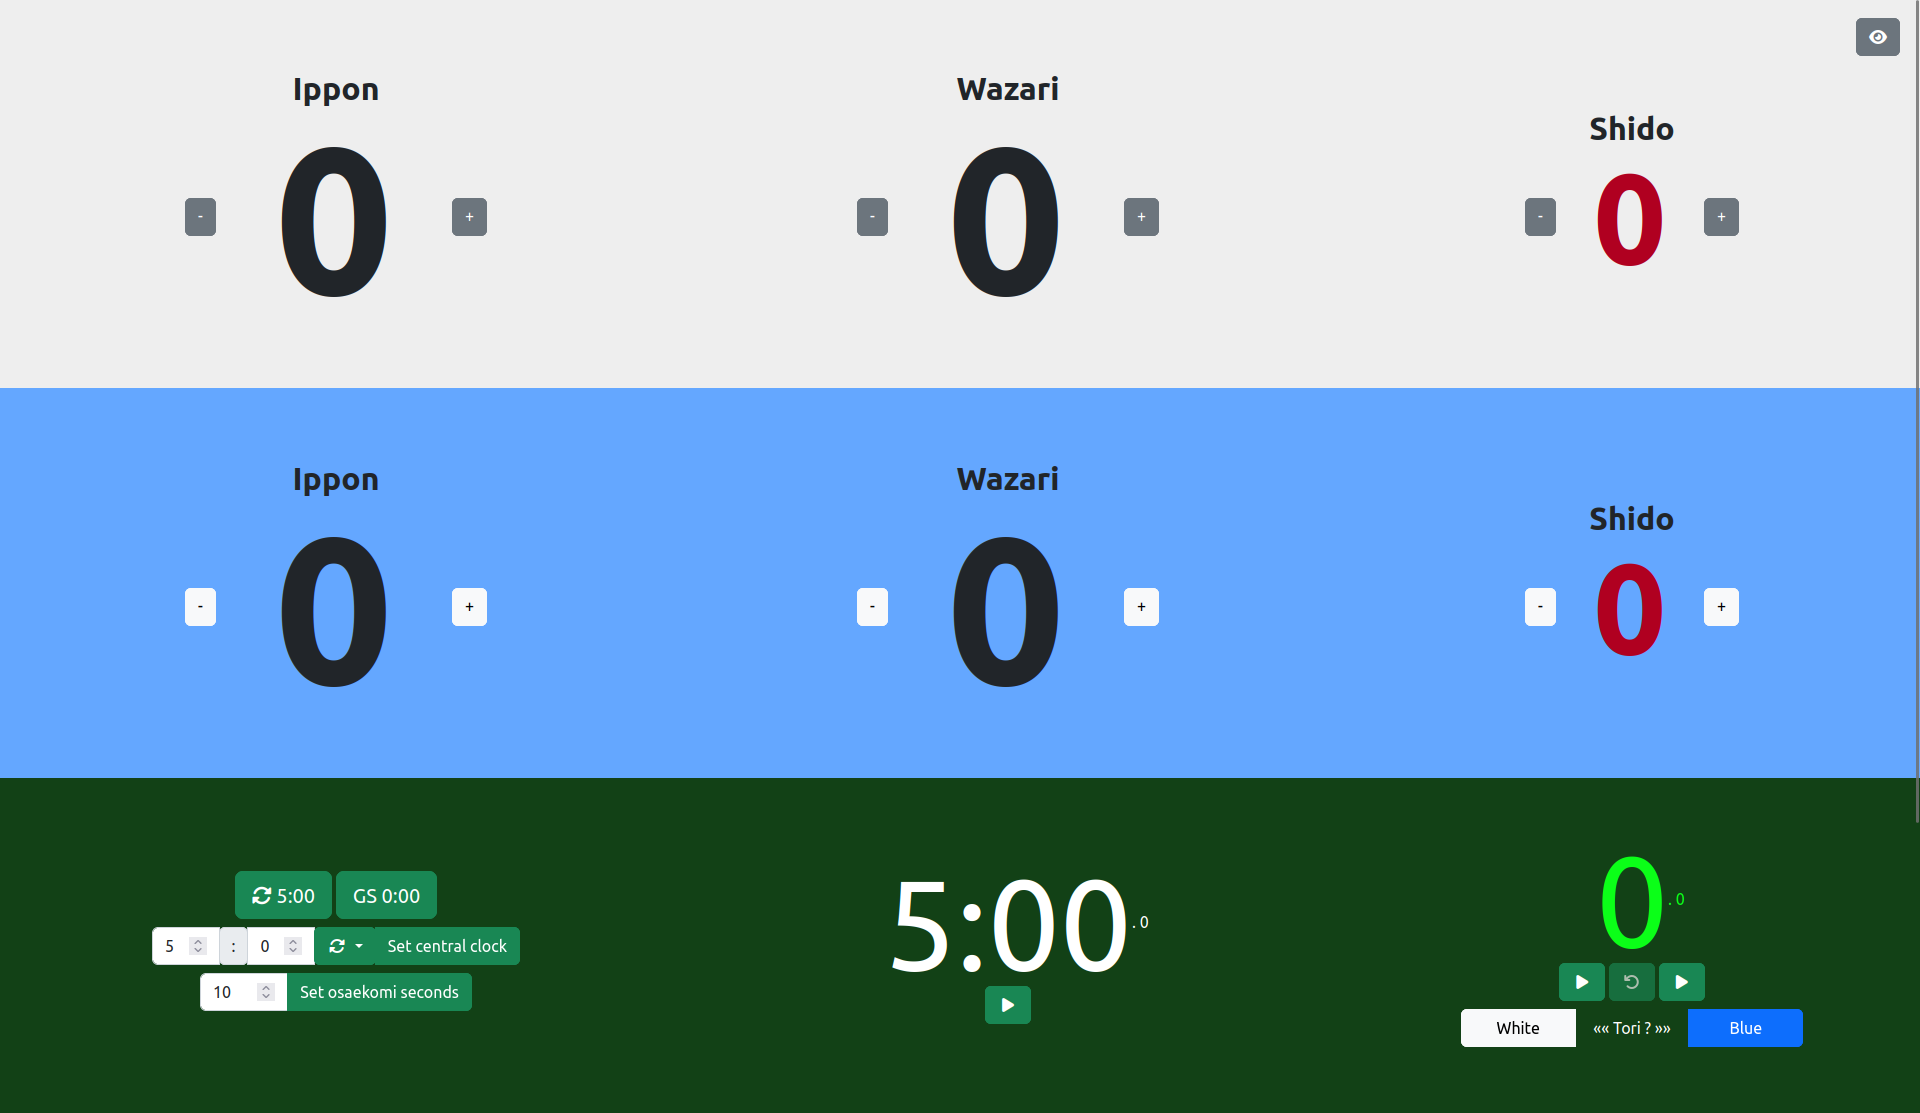 Ippon
Wazari
Shido
- 0 +
- 0 +
- 0 +
Ippon
Wazari
Shido
- 0 +
- 0 +
- 0 +
5:00
GS 0:00
5 : 0 Set central clock
10 Set osaekomi seconds
5:00.0
0.0
White «« Tori ? »» Blue